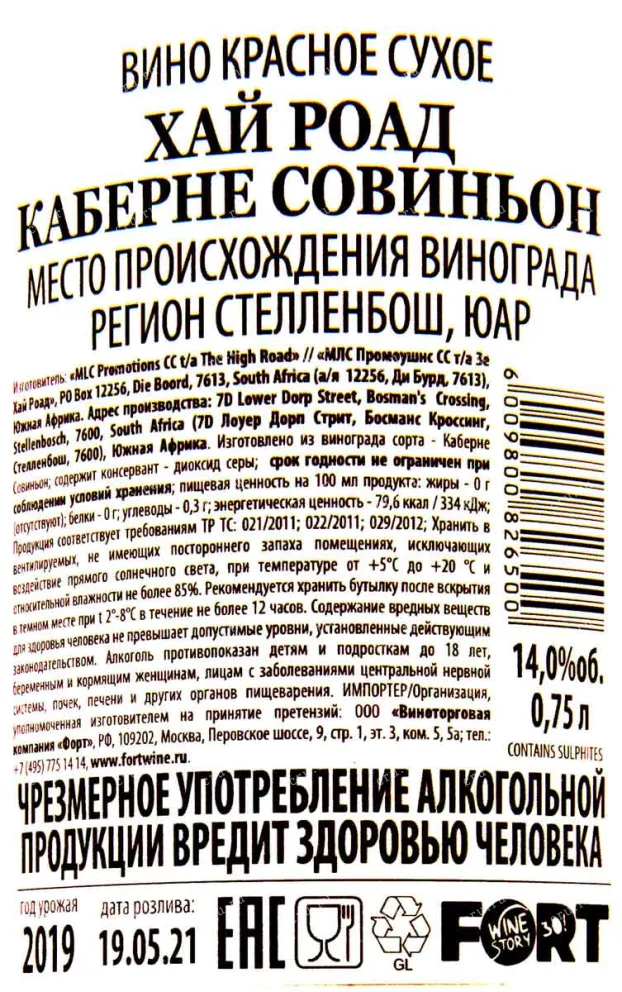 ВИНО КРАСНОЕ СУХОЕ
ХАЙ РОАД
КАБЕРНЕ СОВИНЬОН
МЕСТО ПРОИСХОЖДЕНИЯ ВИНОГРАДА
РЕГИОН СТЕЛЛЕНБОШ, ЮАР
Изготовитель: «MLC Promotions CC t/a The High Road» // «МЛС Промоушнс СС т/а Зе
Хай Роад», PO Box 12256, Die Boord, 7613, South Africa (а/я 12256, Ди Бурд, 7613),
Южная Африка. Адрес производства: 7D Lower Dorp Street, Bosman's Crossing,
Stellenbosch, 7600, South Africa (7D Лоуер Дорп Стрит, Босманс Кроссинг,
Стелленбош, 7600), Южная Африка. Изготовлено из винограда сорта - Каберне
Совиньон; содержит консервант - диоксид серы; срок годности не ограничен при
соблюдении условий хранения; пищевая ценность на 100 мл продукта: жиры - 0 г
(отсутствуют); белки - 0 г; углеводы - 0,3 г; энергетическая ценность - 79,6 ккал / 334 кДж;
Продукция соответствует требованиям ТР ТС: 021/2011; 022/2011; 029/2012; Хранить в
вентилируемых, не имеющих постороннего запаха помещениях, исключающих
воздействие прямого солнечного света, при температуре от +5°С до +20 °С и
относительной влажности не более 85%. Рекомендуется хранить бутылку после вскрытия
в темном месте при t 2°-8°С в течение не более 12 часов. Содержание вредных веществ
для здоровья человека не превышает допустимые уровни, установленные действующим
законодательством. Алкоголь противопоказан детям и подросткам до 18 лет,
беременным и кормящим женщинам, лицам с заболеваниями центральной нервной
системы, почек, печени и других органов пищеварения. ИМПОРТЕР/Организация,
уполномоченная изготовителем на принятие претензий: ООО «Виноторговая
компания «Форт», РФ, 109202, Москва, Перовское шоссе, 9, стр. 1, эт. 3, ком. 5, 5а; тел.:
+7 (495) 775 14 14, www.fortwine.ru.
6009800826500
14,0%об.
0,75 л
CONTAINS SULPHITES
ЧРЕЗМЕРНОЕ УПОТРЕБЛЕНИЕ АЛКОГОЛЬНОЙ
ПРОДУКЦИИ ВРЕДИТ ЗДОРОВЬЮ ЧЕЛОВЕКА
год урожая
2019
дата розлива:
19.05.21
EAC
GL
FORT
WINE STORY
30!